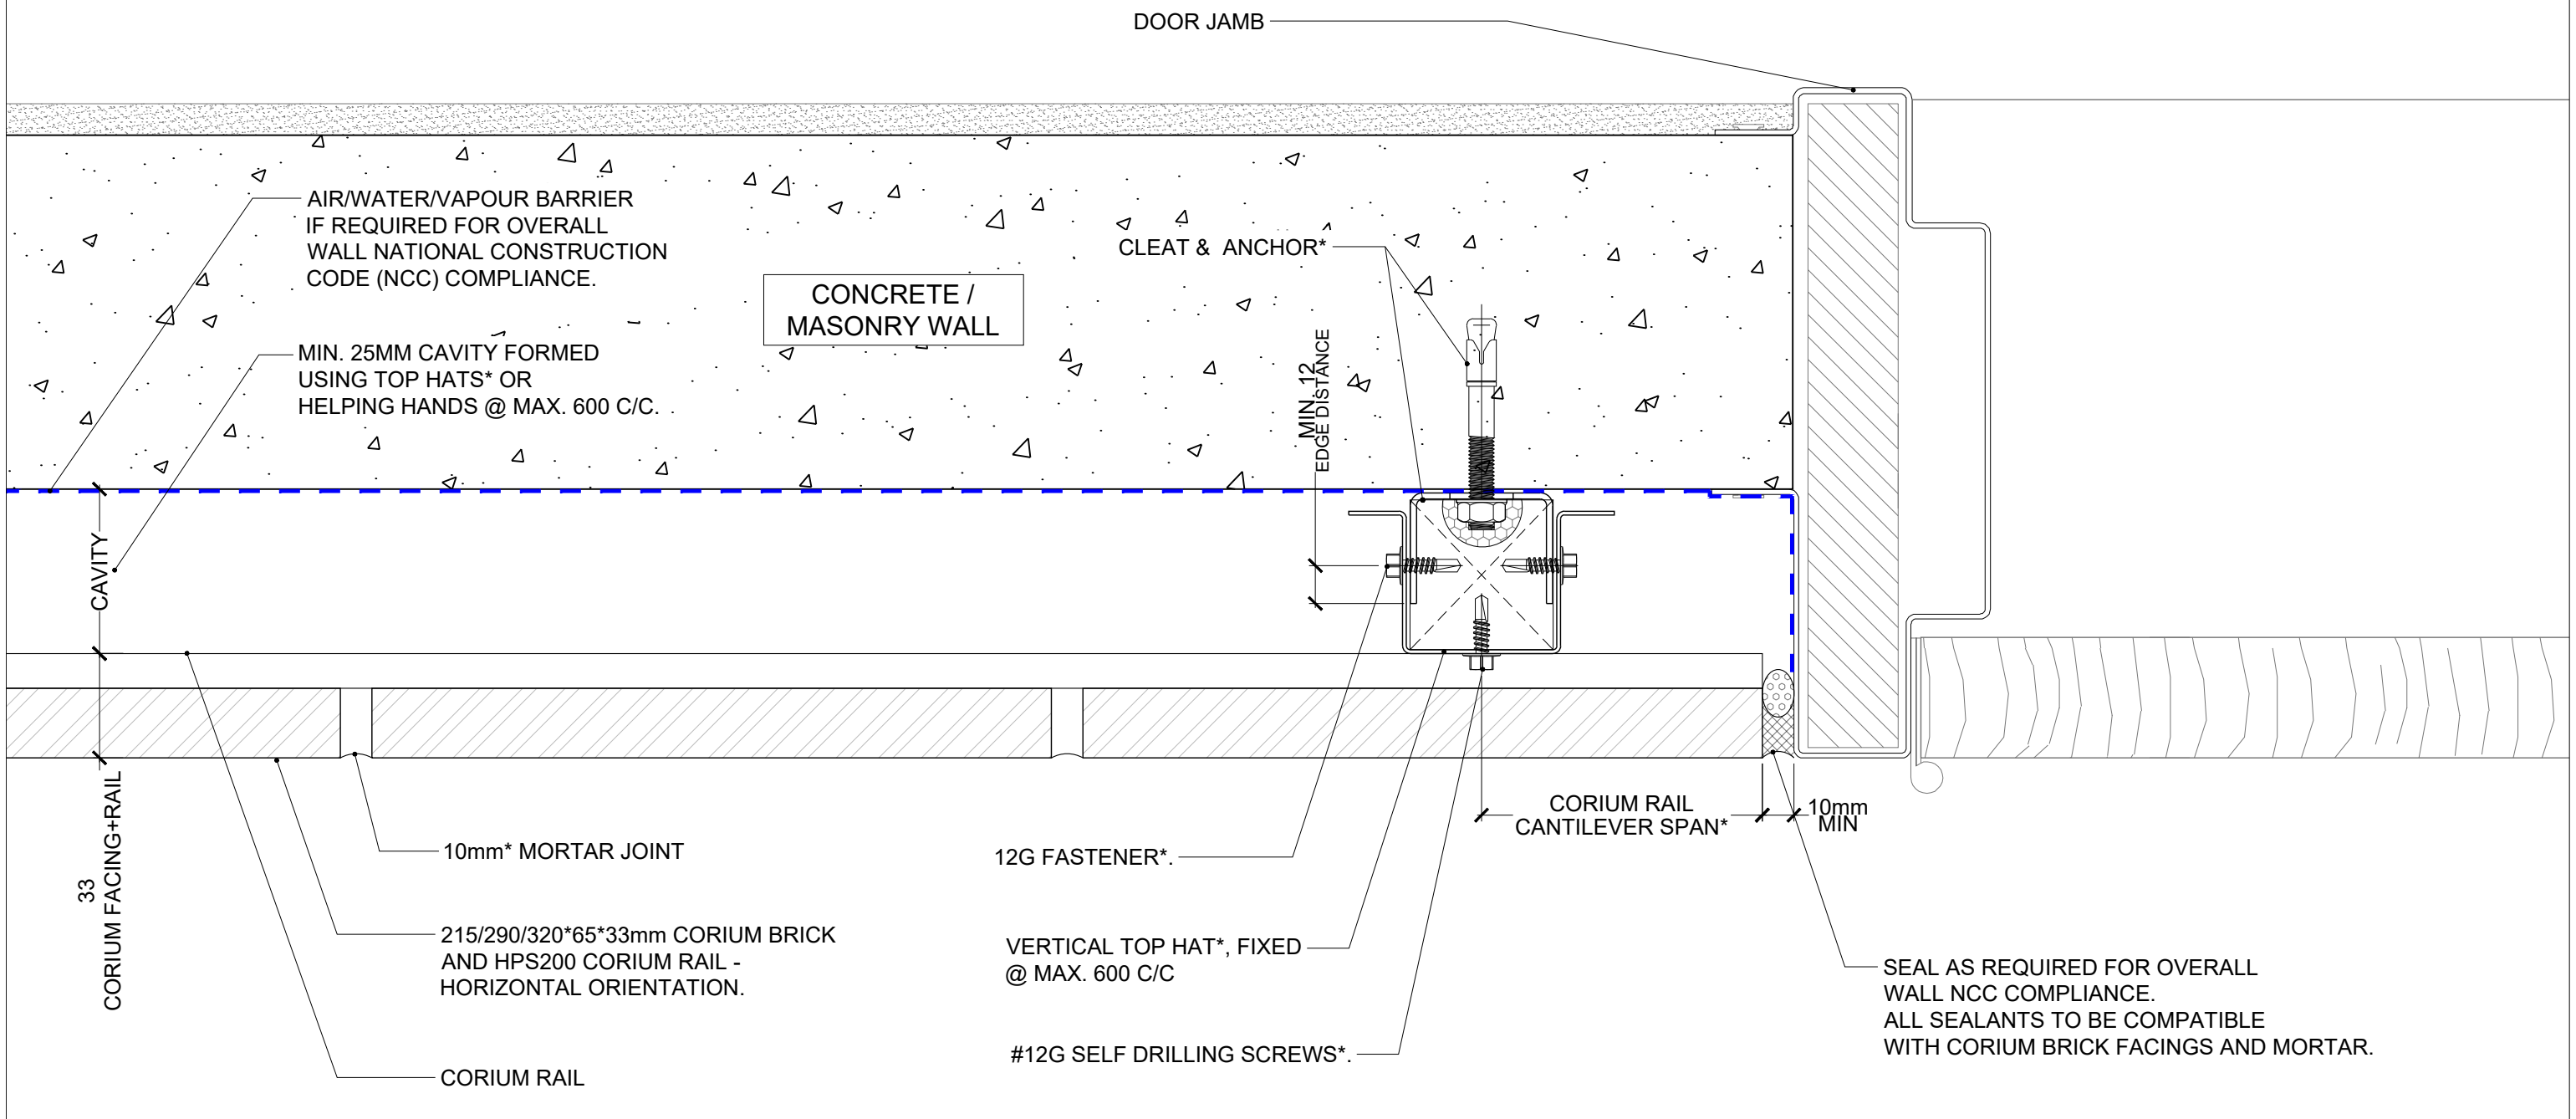 DOOR JAMB
AIR/WATER/VAPOUR BARRIER
IF REQUIRED FOR OVERALL
WALL NATIONAL CONSTRUCTION
CODE (NCC) COMPLIANCE.
CLEAT &  ANCHOR*
CONCRETE /
MASONRY WALL
MIN. 25MM CAVITY FORMED
USING TOP HATS* OR
HELPING HANDS @ MAX. 600 C/C.
MIN. 12
EDGE DISTANCE
CAVITY
33
CORIUM FACING+RAIL
CORIUM RAIL
CANTILEVER SPAN*
10mm
MIN
10mm* MORTAR JOINT
12G FASTENER*.
215/290/320*65*33mm CORIUM BRICK
AND HPS200 CORIUM RAIL -
HORIZONTAL ORIENTATION.
VERTICAL TOP HAT*, FIXED
@ MAX. 600 C/C
SEAL AS REQUIRED FOR OVERALL
WALL NCC COMPLIANCE.
ALL SEALANTS TO BE COMPATIBLE
WITH CORIUM BRICK FACINGS AND MORTAR.
#12G SELF DRILLING SCREWS*.
CORIUM RAIL